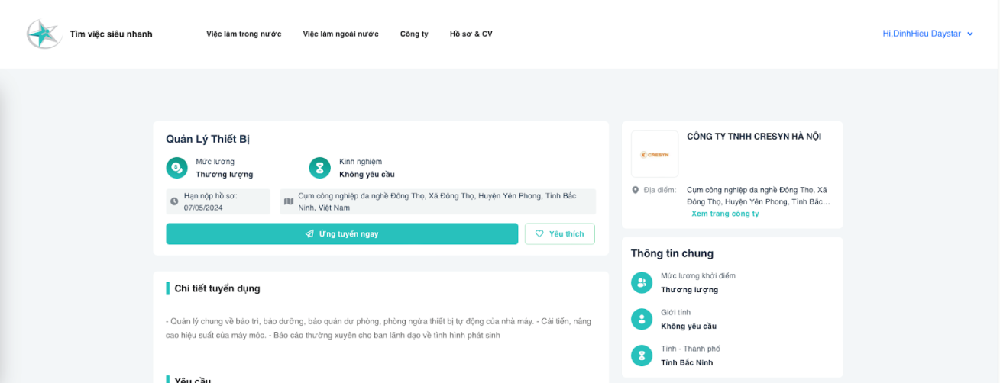 Tìm việc siêu nhanh
Việc làm trong nước
Việc làm ngoài nước
Công ty
Hồ sơ & CV
Hi,DinhHieu Daystar
Quản Lý Thiết Bị
Mức lương
Thương lượng
Kinh nghiệm
Không yêu cầu
Hạn nộp hồ sơ:
07/05/2024
Cụm công nghiệp đa nghề Đông Thọ, Xã Đông Thọ, Huyện Yên Phong, Tỉnh Bắc
Ninh, Việt Nam
Ứng tuyển ngay
Yêu thích
Chi tiết tuyển dụng
- Quản lý chung về bảo trì, bảo dưỡng, bảo quản dự phòng, phòng ngừa thiết bị tự động của nhà máy. - Cải tiến, nâng
cao hiệu suất của máy móc. - Báo cáo thường xuyên cho ban lãnh đạo về tình hình phát sinh
Yêu cầu
CRESYN
CÔNG TY TNHH CRESYN HÀ NỘI
Địa điểm:
Cụm công nghiệp đa nghề Đông Thọ, Xã
Đông Thọ, Huyện Yên Phong, Tỉnh Bắc...
Xem trang công ty
Thông tin chung
Mức lương khởi điểm
Thương lượng
Giới tính
Không yêu cầu
Tỉnh - Thành phố
Tỉnh Bắc Ninh